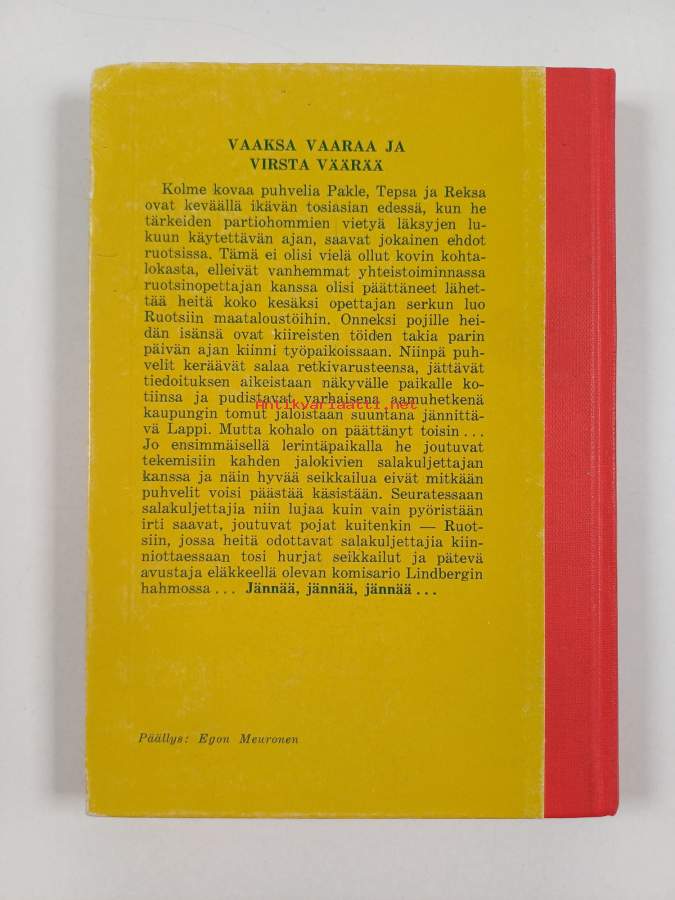 VAAKSA VAARAA JA
VIRSTA VÄÄRÄÄ
Kolme kovaa puhvelia Pakle, Tepsa ja Reksa
ovat keväällä ikävän tosiasian edessä, kun he
tärkeiden partiohommien vietyä läksyjen lu-
kuun käytettävän ajan, saavat jokainen ehdot
ruotsissa. Tämä ei olisi vielä ollut kovin kohta-
lokasta, elleivät vanhemmat yhteistoiminnassa
ruotsinopettajan kanssa olisi päättäneet lähet-
tää heitä koko kesäksi opettajan serkun luo
Ruotsiin maataloustöihin. Onneksi pojille hei-
dän isänsä ovat kiireisten töiden takia parin
päivän ajan kiinni työpaikoissaan. Niinpä puh-
velit keräävät salaa retkivarusteensa, jättävät
tiedoituksen aikeistaan näkyvälle paikalle ko-
tiinsa ja pudistavat varhaisena aamuhetkenä
Antikvariaatti.net
kaupungin tomut jaloistaan suuntana jännittä-
vä Lappi. Mutta kohalo on päättänyt toisin...
Jo ensimmäisellä lerintäpaikalla he joutuvat
tekemisiin kahden jalokivien salakuljettajan
kanssa ja näin hyvää seikkailua eivät mitkään
puhvelit voisi päästää käsistään. Seuratessaan
salakuljettajia niin lujaa kuin vain pyöristään
irti saavat, joutuvat pojat kuitenkin — Ruot-
siin, jossa heitä odottavat salakuljettajia kiin-
niottaessaan tosi hurjat seikkailut ja pätevä
avustaja eläkkeellä olevan komisario Lindbergin
hahmossa... Jännää, jännää, jännää...
Päällys: Egon Meuronen